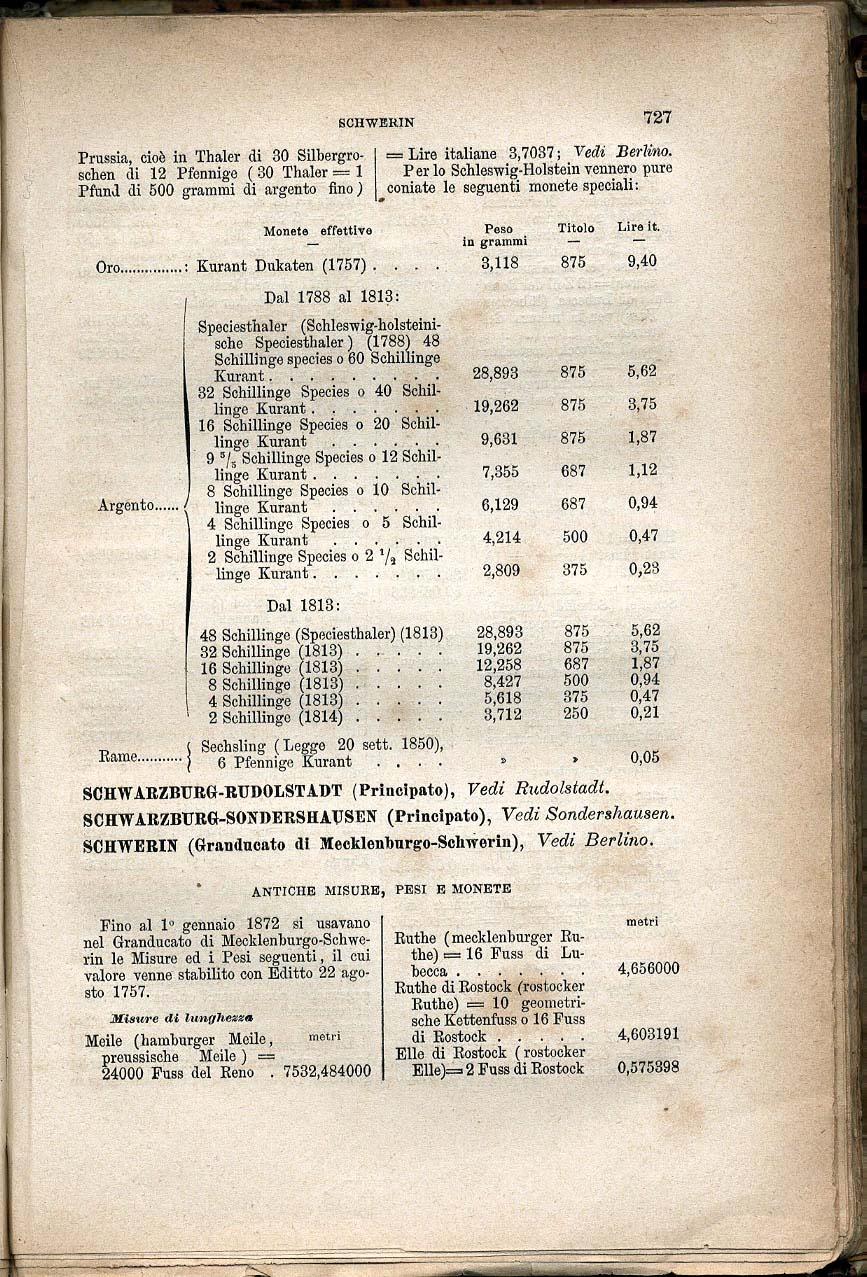 SCHWERIN
727
Prussia, cioè in Thaler di 30 Silbergro-
schen di 12 Pfennige (30 Thaler = 1
Pfund di 500 grammi di argento fino)
= Lire italiane 3,7037; Vedi Berlino.
Per lo Schleswig-Holstein vennero pure
coniate le seguenti monete speciali:
Monete effettive Peso in grammi Titolo Lire it.
Oro...............: Kurant Dukaten (1757) . . . . 3,118 875 9,40
Dal 1788 al 1813:
Speciesthaler (Schleswig-holsteini-
sche Speciesthaler) (1788) 48
Schillinge species o 60 Schillinge
Kurant . . . . . . . . . 28,893 875 5,62
32 Schillinge Species o 40 Schil-
linge Kurant . . . . . . . 19,262 875 3,75
16 Schillinge Species o 20 Schil-
linge Kurant . . . . . . 9,631 875 1,87
9 3/5 Schillinge Species o 12 Schil-
linge Kurant . . . . . . . 7,355 687 1,12
8 Schillinge Species o 10 Schil-
Argento...... linge Kurant . . . . . . 6,129 687 0,94
4 Schillinge Species o 5 Schil-
linge Kurant . . . . . . 4,214 500 0,47
2 Schillinge Species o 2 1/2 Schil-
linge Kurant . . . . . . . 2,809 375 0,23
Dal 1813:
48 Schillinge (Speciesthaler) (1813) 28,893 875 5,62
32 Schillinge (1813) . . . . . 19,262 875 3,75
16 Schillinge (1813) . . . . . 12,258 687 1,87
8 Schillinge (1813) . . . . . 8,427 500 0,94
4 Schillinge (1813) . . . . . 5,618 375 0,47
2 Schillinge (1814) . . . . . 3,712 250 0,21
Rame........... Sechsling (Legge 20 sett. 1850),
6 Pfennige Kurant . . . . » » 0,05
SCHWARZBURG-RUDOLSTADT (Principato), Vedi Rudolstadt.
SCHWARZBURG-SONDERSHAUSEN (Principato), Vedi Sondershausen.
SCHWERIN (Granducato di Mecklenburgo-Schwerin), Vedi Berlino.
ANTICHE MISURE, PESI E MONETE
Fino al 1° gennaio 1872 si usavano
nel Granducato di Mecklenburgo-Schwe-
rin le Misure ed i Pesi seguenti, il cui
valore venne stabilito con Editto 22 ago-
sto 1757.
Misure di lunghezza
metri
Meile (hamburger Meile,
preussische Meile) =
24000 Fuss del Reno . 7532,484000
metri
Ruthe (mecklenburger Ru-
the) = 16 Fuss di Lu-
becca . . . . . . . 4,656000
Ruthe di Rostock (rostocker
Ruthe) = 10 geometri-
sche Kettenfuss o 16 Fuss
di Rostock . . . . . 4,603191
Elle di Rostock (rostocker
Elle)= 2 Fuss di Rostock 0,575398